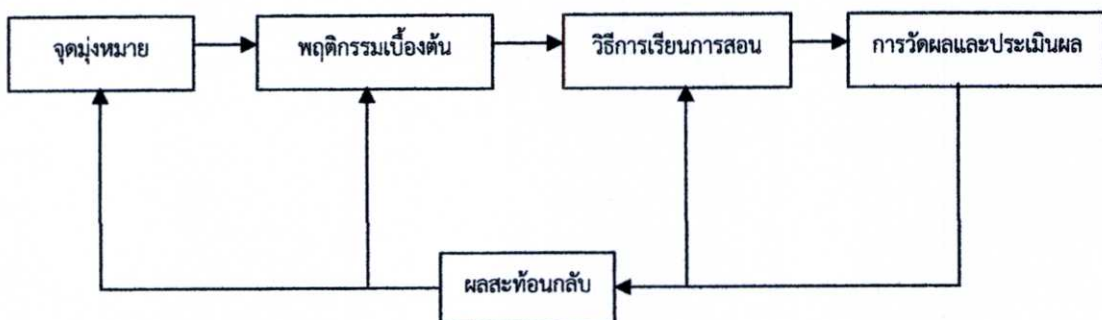 จุดมุ่งหมาย
พฤติกรรมเบื้องต้น
วิธีการเรียนการสอน
การวัดผลและประเมินผล
ผลสะท้อนกลับ